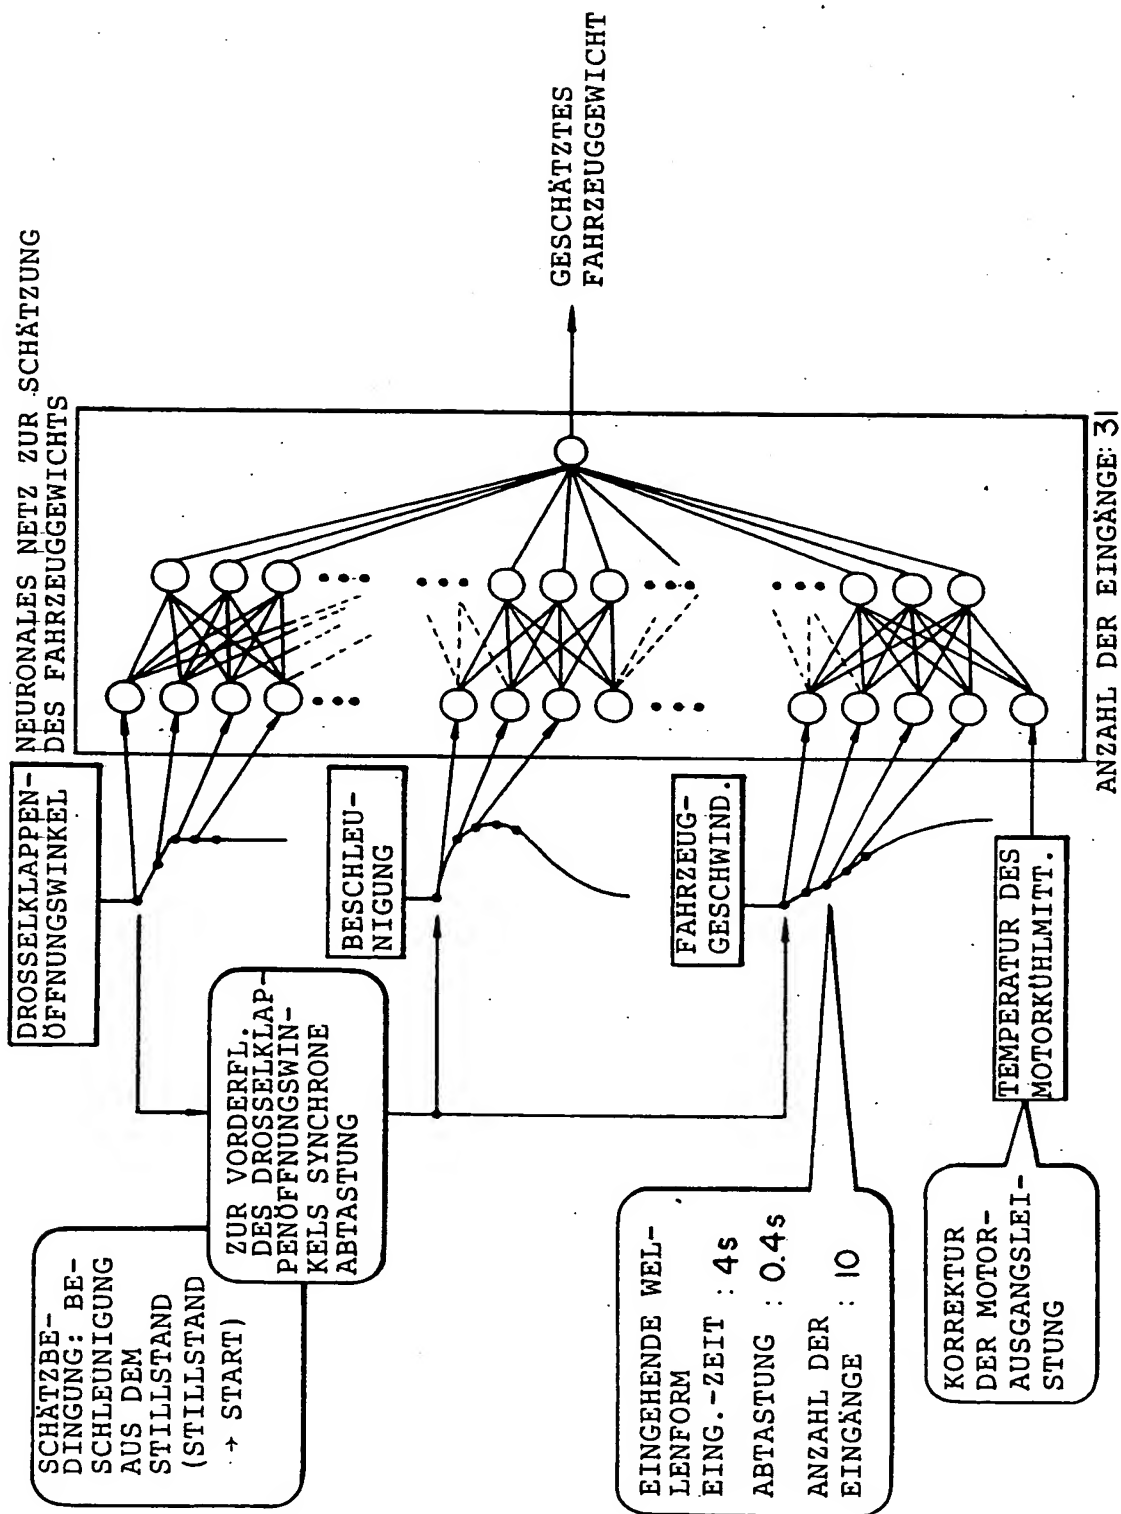 SCHÄTZBE-
DINGUNG: BE-
SCHLEUNIGUNG
AUS DEM
STILLSTAND
(STILLSTAND
→ START)
ZUR VORDERFL.
DES DROSSELKLAP-
PENÖFFNUNGSWIN-
KELS SYNCHRONE
ABTASTUNG
DROSSELKLAPPEN-
ÖFFNUNGSWINKEL
NEURONALES NETZ ZUR SCHÄTZUNG
DES FAHRZEUGGEWICHTS
BESCHLEU-
NIGUNG
GESCHÄTZTES
FAHRZEUGGEWICHT
EINGEHENDE WEL-
LENFORM
EING.-ZEIT : 4s
ABTASTUNG : 0.4s
ANZAHL DER
EINGÄNGE : 10
FAHRZEUG-
GESCHWIND.
KORREKTUR
DER MOTOR-
AUSGANGSLEI-
STUNG
TEMPERATUR DES
MOTORKÜHLMITT.
ANZAHL DER EINGÄNGE: 31